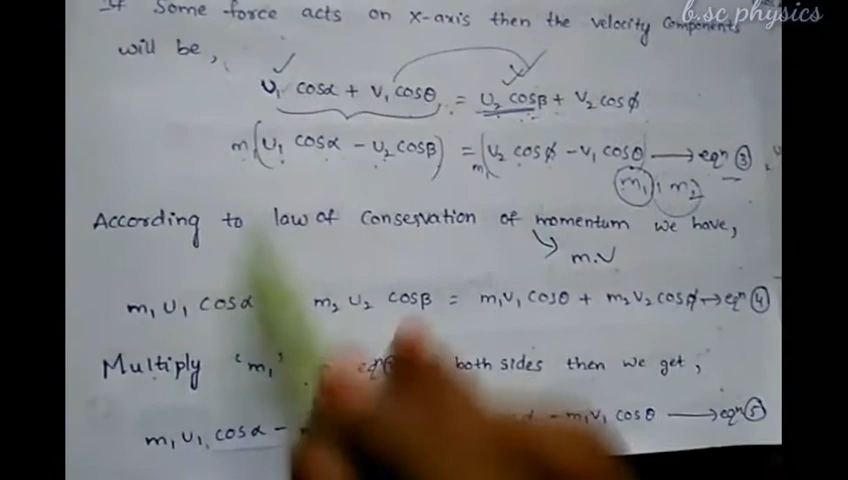 b.sc physics
If Some force acts on x-axis then the velocity components
will be,
U₁ cosα + V₁ cosθ = U₂ cosβ + V₂ cosϕ
m₁(U₁ cosα - U₂ cosβ) = m₁(V₂ cosϕ - V₁ cosθ) → eqn ③
m₁, m₂
According to law of Conservation of momentum we have,
m.V
m₁ U₁ cosα m₂ U₂ cosβ = m₁V₁ cosθ + m₂V₂ cosϕ → eqn ④
Multiply 'm₁' eqn both sides then we get,
m₁U₁ cosα - - m₁V₁ cosθ → eqn ⑤